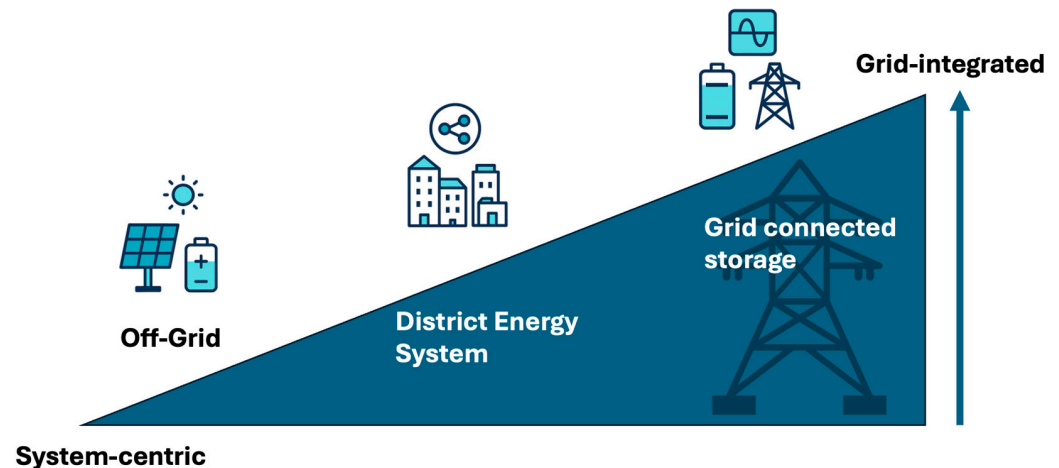 Grid-integrated
Grid connected
storage
Off-Grid
District Energy
System
System-centric